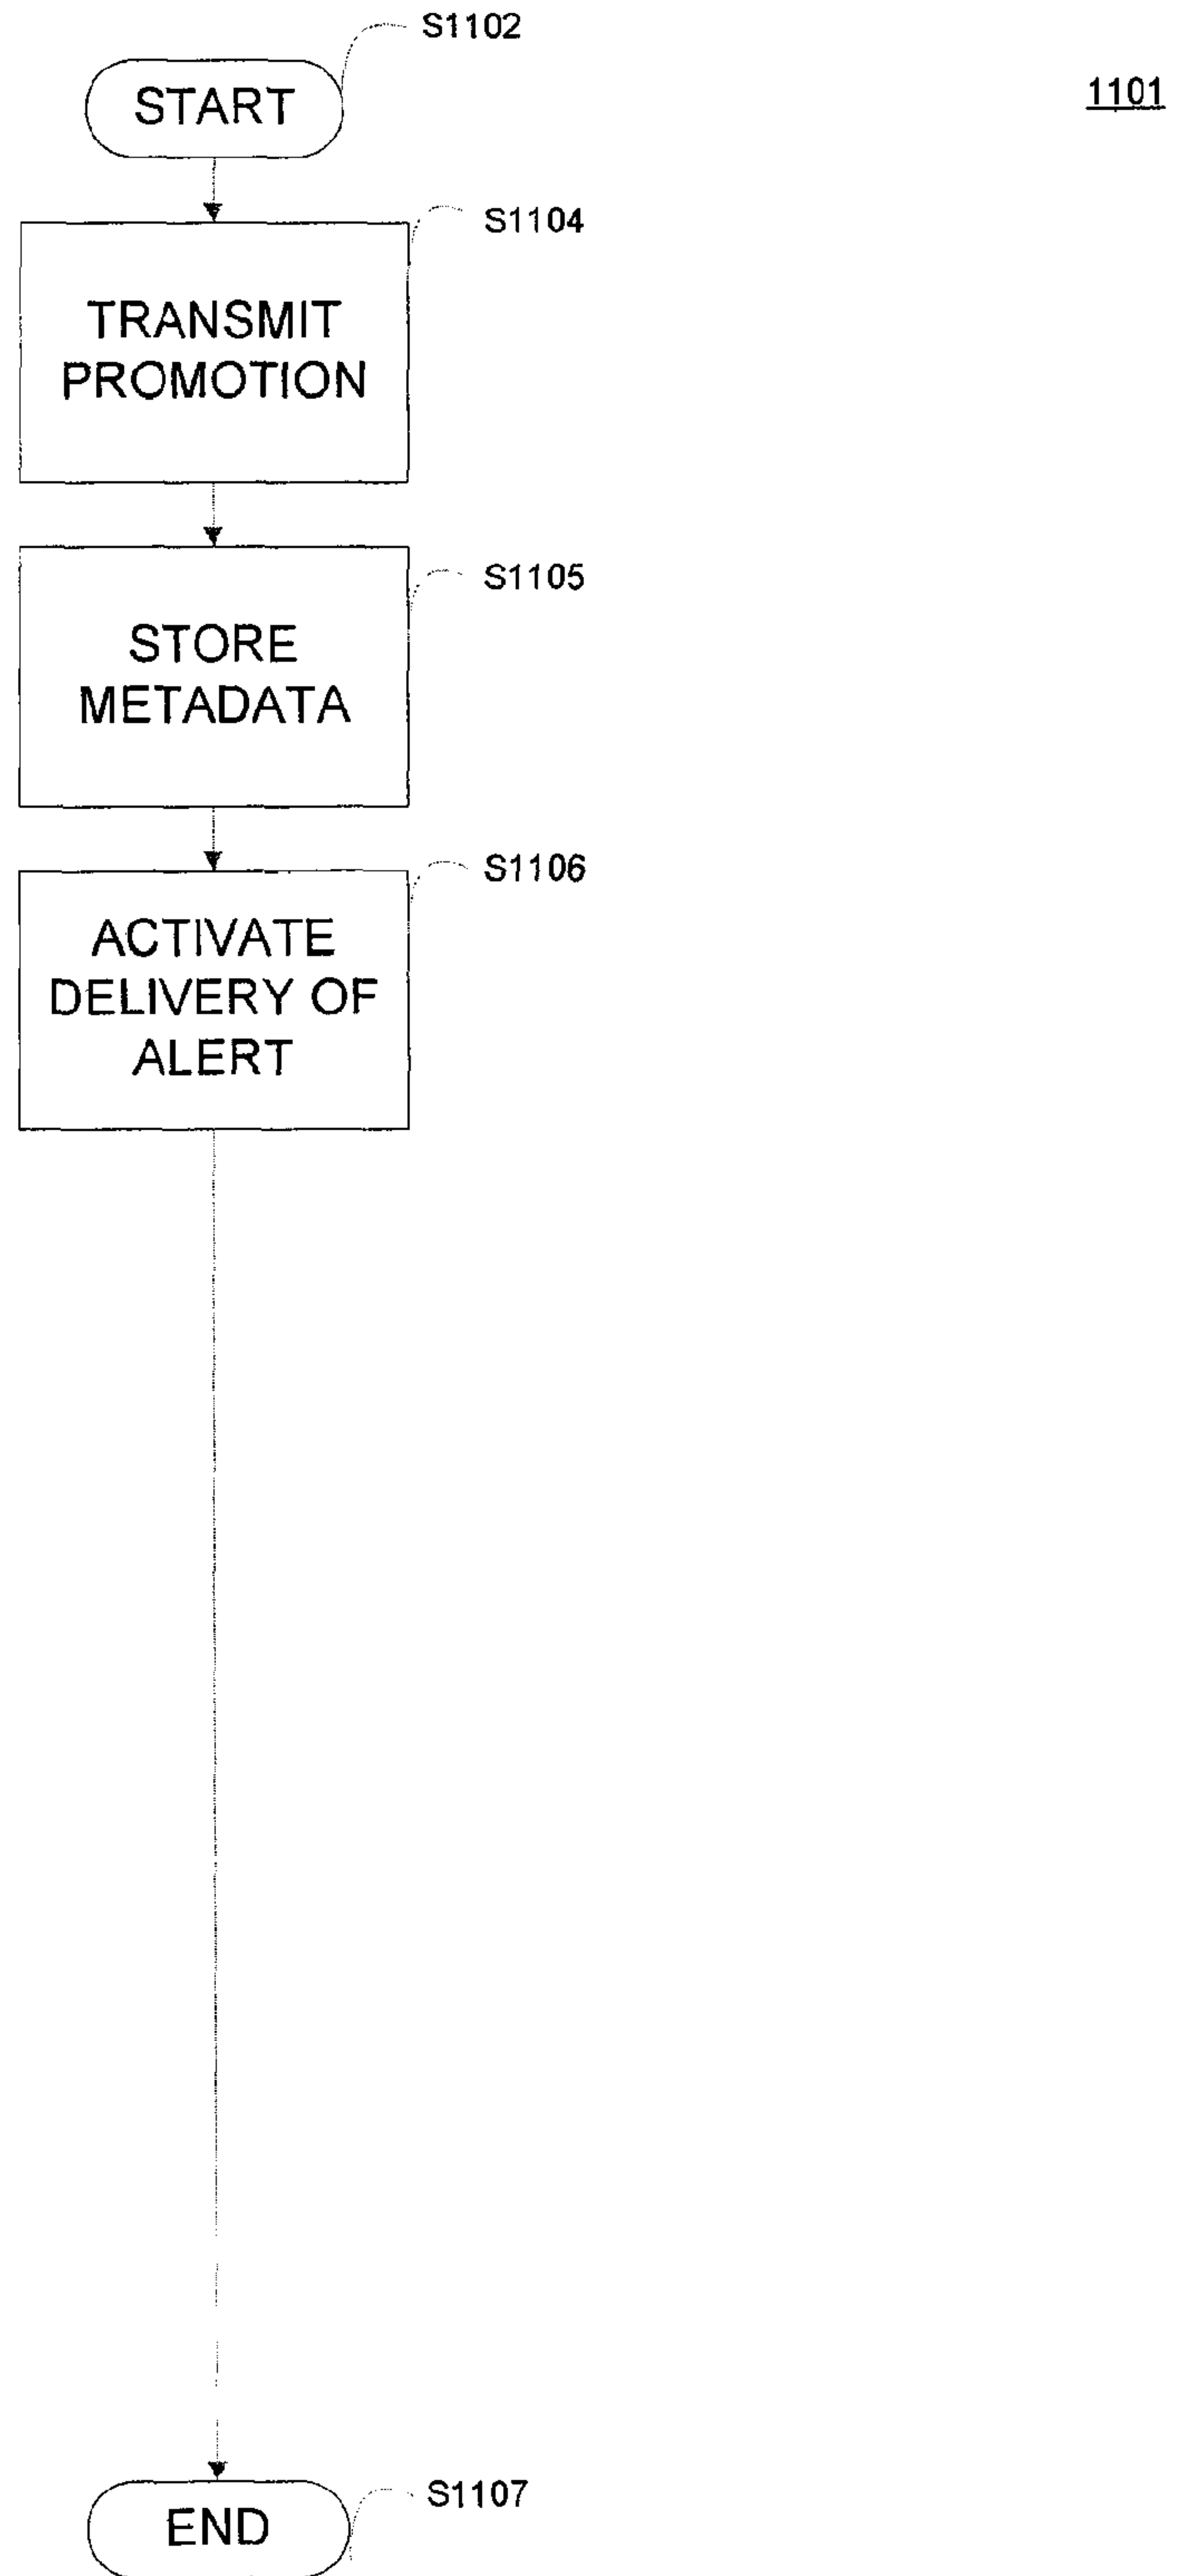 S1102
START
1101
S1104
TRANSMIT
PROMOTION
S1105
STORE
METADATA
S1106
ACTIVATE
DELIVERY OF
ALERT
S1107
END